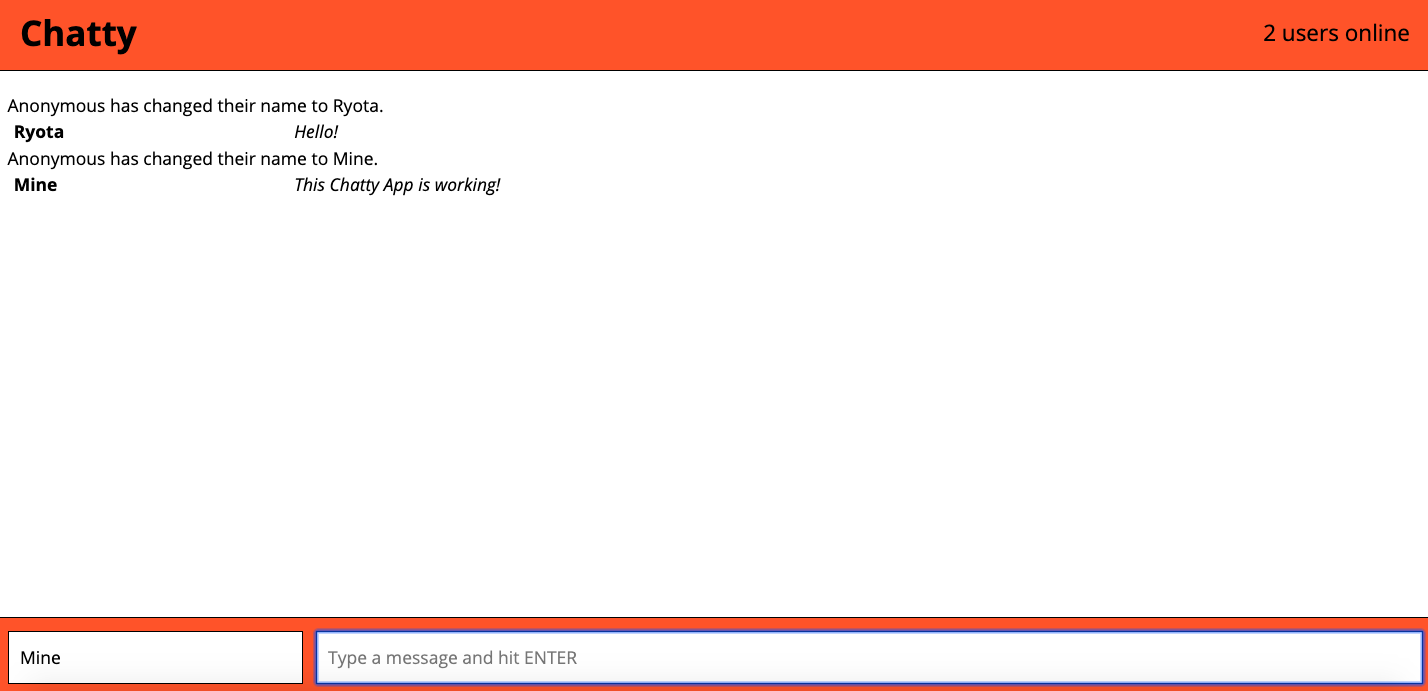 Chatty
2 users online
Anonymous has changed their name to Ryota.
Ryota Hello!
Anonymous has changed their name to Mine.
Mine This Chatty App is working!
Mine
Type a message and hit ENTER